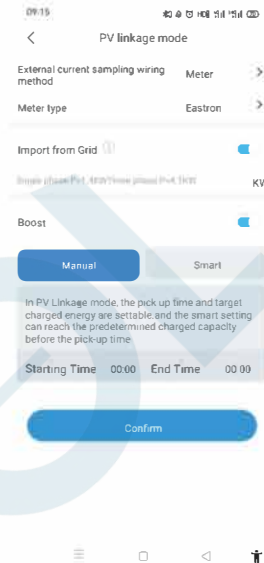 09:15
PV linkage mode
External current sampling wiring
method
Meter
Meter type
Eastron
Import from Grid
KW
Boost
Manual
Smart
In PV Linkage mode, the pick up time and target
charged energy are settable.and the smart setting
can reach the predetermined charged capacity
before the pick-up time
Starting Time 00:00 End Time 00 00
Confirm